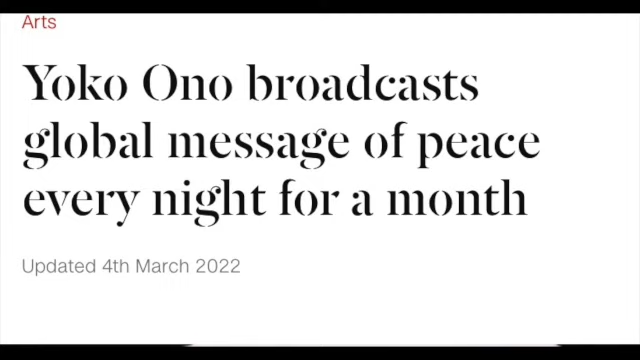 Arts
Yoko Ono broadcasts
global message of peace
every night for a month
Updated 4th March 2022